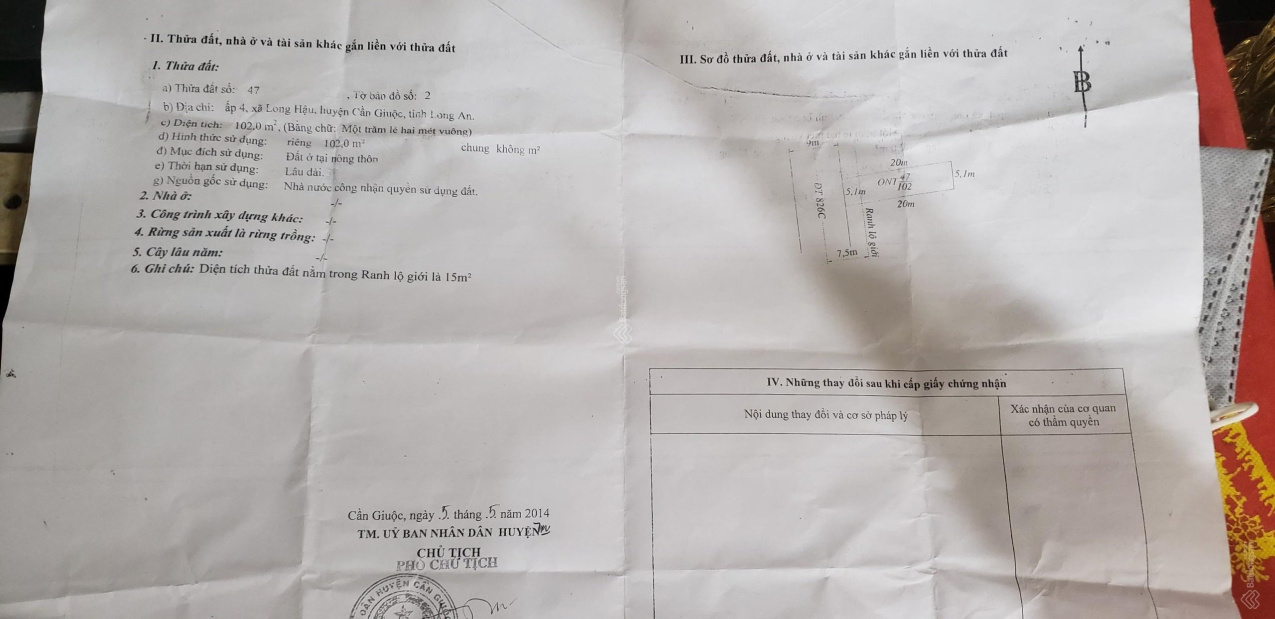 II. Thửa đất, nhà ở và tài sản khác gắn liền với thửa đất
1. Thửa đất:
a) Thửa đất số: 47 , Tờ bản đồ số: 2
b) Địa chỉ: ấp 4, xã Long Hậu, huyện Cần Giuộc, tỉnh Long An.
c) Diện tích: 102,0 m², (Bằng chữ: Một trăm lẻ hai mét vuông)
d) Hình thức sử dụng: riêng 102,0 m² chung không m²
đ) Mục đích sử dụng: Đất ở tại nông thôn
e) Thời hạn sử dụng: Lâu dài.
g) Nguồn gốc sử dụng: Nhà nước công nhận quyền sử dụng đất.
2. Nhà ở: -/-
3. Công trình xây dựng khác: -/-
4. Rừng sản xuất là rừng trồng: -/-
5. Cây lâu năm: -/-
6. Ghi chú: Diện tích thửa đất nằm trong Ranh lộ giới là 15m²
Cần Giuộc, ngày 5 tháng 5 năm 2014
TM. UỶ BAN NHÂN DÂN HUYỆN
CHỦ TỊCH
PHÓ CHỦ TỊCH
DÂN HUYỆN CẦN GIUỘC
III. Sơ đồ thửa đất, nhà ở và tài sản khác gắn liền với thửa đất
B
9m
20m
5,1m
ONT 47
102
5,1m
20m
ĐT 826C
Ranh lộ giới
7,5m
IV. Những thay đổi sau khi cấp giấy chứng nhận
Nội dung thay đổi và cơ sở pháp lý
Xác nhận của cơ quan
có thẩm quyền